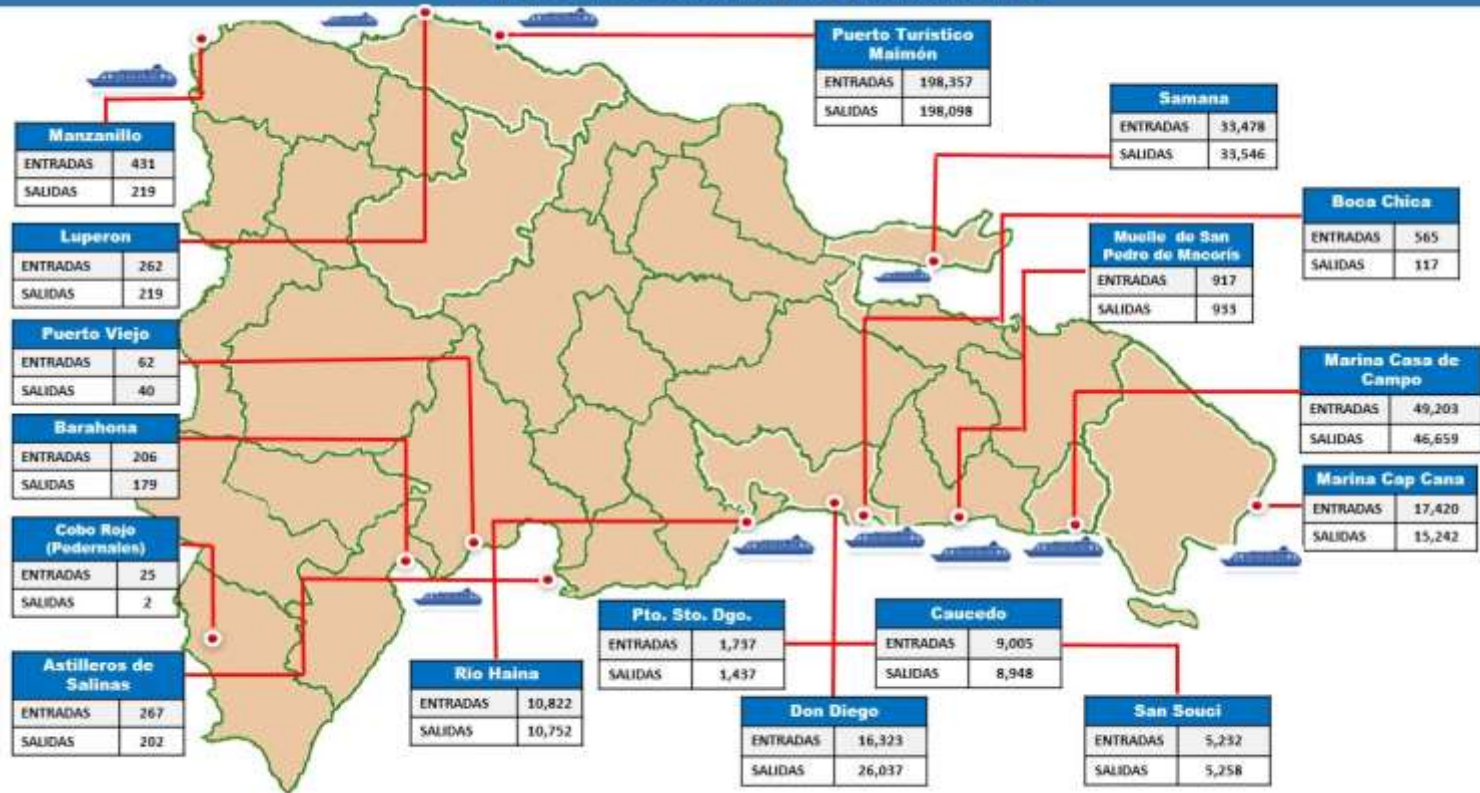 Puerto Turístico
Maimón
ENTRADAS 198,357
SALIDAS 198,098
Samana
ENTRADAS 33,478
SALIDAS 33,546
Manzanillo
ENTRADAS 431
SALIDAS 219
Boca Chica
ENTRADAS 565
SALIDAS 117
Luperon
ENTRADAS 262
SALIDAS 219
Muelle de San
Pedro de Macorís
ENTRADAS 917
SALIDAS 933
Puerto Viejo
ENTRADAS 62
SALIDAS 40
Marina Casa de
Campo
ENTRADAS 49,203
SALIDAS 46,659
Barahona
ENTRADAS 206
SALIDAS 179
Marina Cap Cana
ENTRADAS 17,420
SALIDAS 15,242
Cobo Rojo
(Pedernales)
ENTRADAS 25
SALIDAS 2
Pto. Sto. Dgo.
ENTRADAS 1,737
SALIDAS 1,437
Caucedo
ENTRADAS 9,005
SALIDAS 8,948
Astilleros de
Salinas
ENTRADAS 267
SALIDAS 202
Rio Haina
ENTRADAS 10,822
SALIDAS 10,752
Don Diego
ENTRADAS 16,323
SALIDAS 26,037
San Souci
ENTRADAS 5,232
SALIDAS 5,258